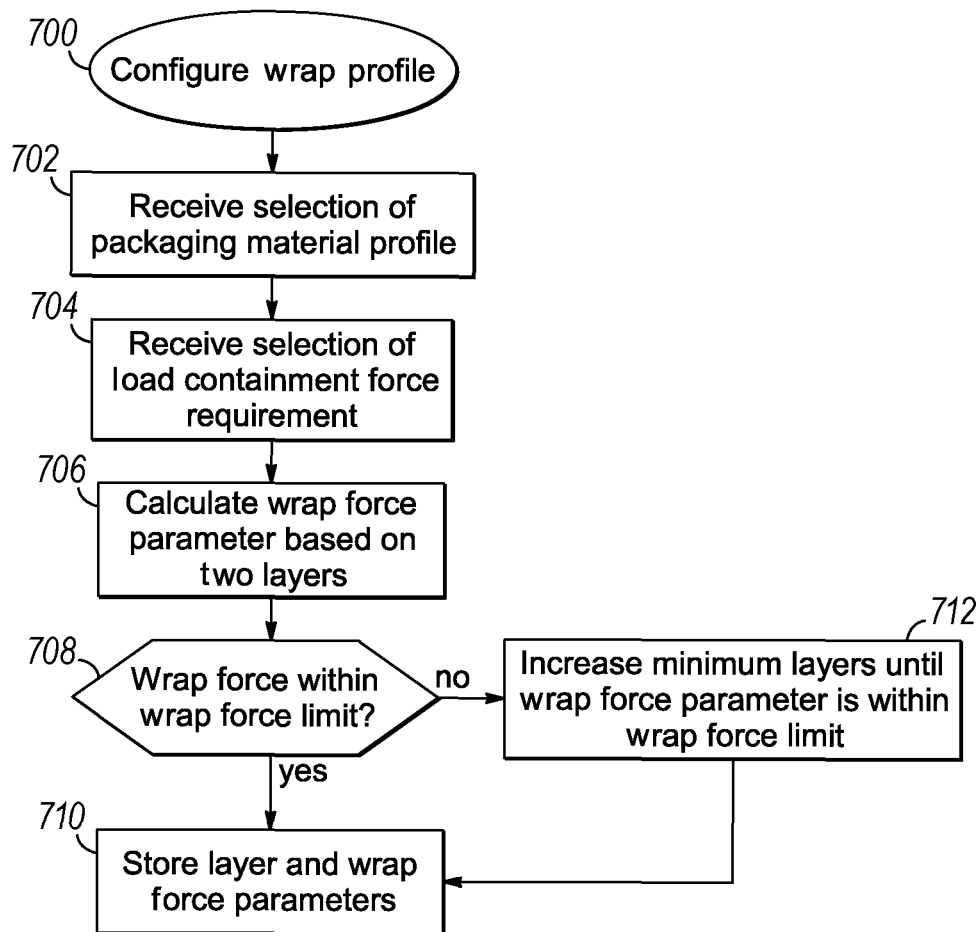 700
Configure wrap profile
702
Receive selection of
packaging material profile
704
Receive selection of
load containment force
requirement
706
Calculate wrap force
parameter based on
two layers
708
Wrap force within
wrap force limit?
no
yes
712
Increase minimum layers until
wrap force parameter is within
wrap force limit
710
Store layer and wrap
force parameters